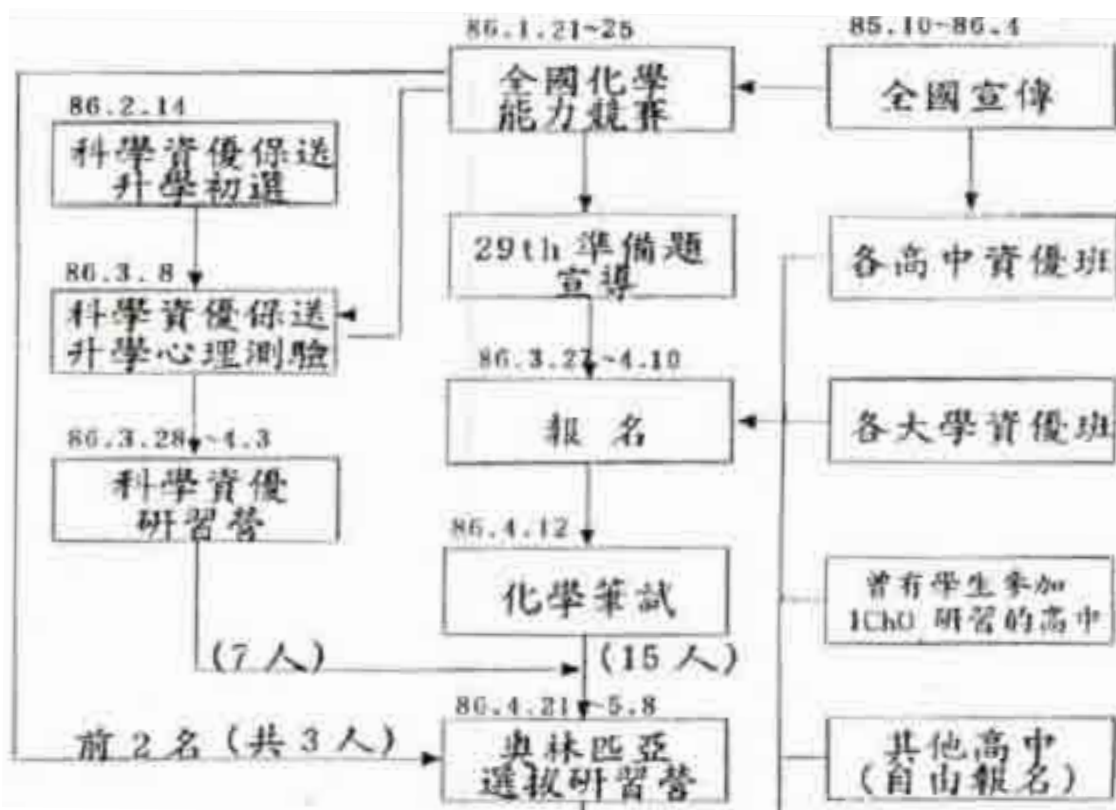 86.1.21~25
全國化學
能力競賽
85.10~86.4
全國宣傳
86.2.14
科學資優保送
升學初選
29th 準備題
宣導
各高中資優班
86.3.8
科學資優保送
升學心理測驗
86.3.27~4.10
報名
各大學資優班
86.3.28~4.3
科學資優
研習營
86.4.12
化學筆試
曾有學生參加
IChO 研習的高中
(7人)
(15人)
86.4.21~5.8
奧林匹亞
選拔研習營
前2名(共3人)
其他高中
(自由報名)